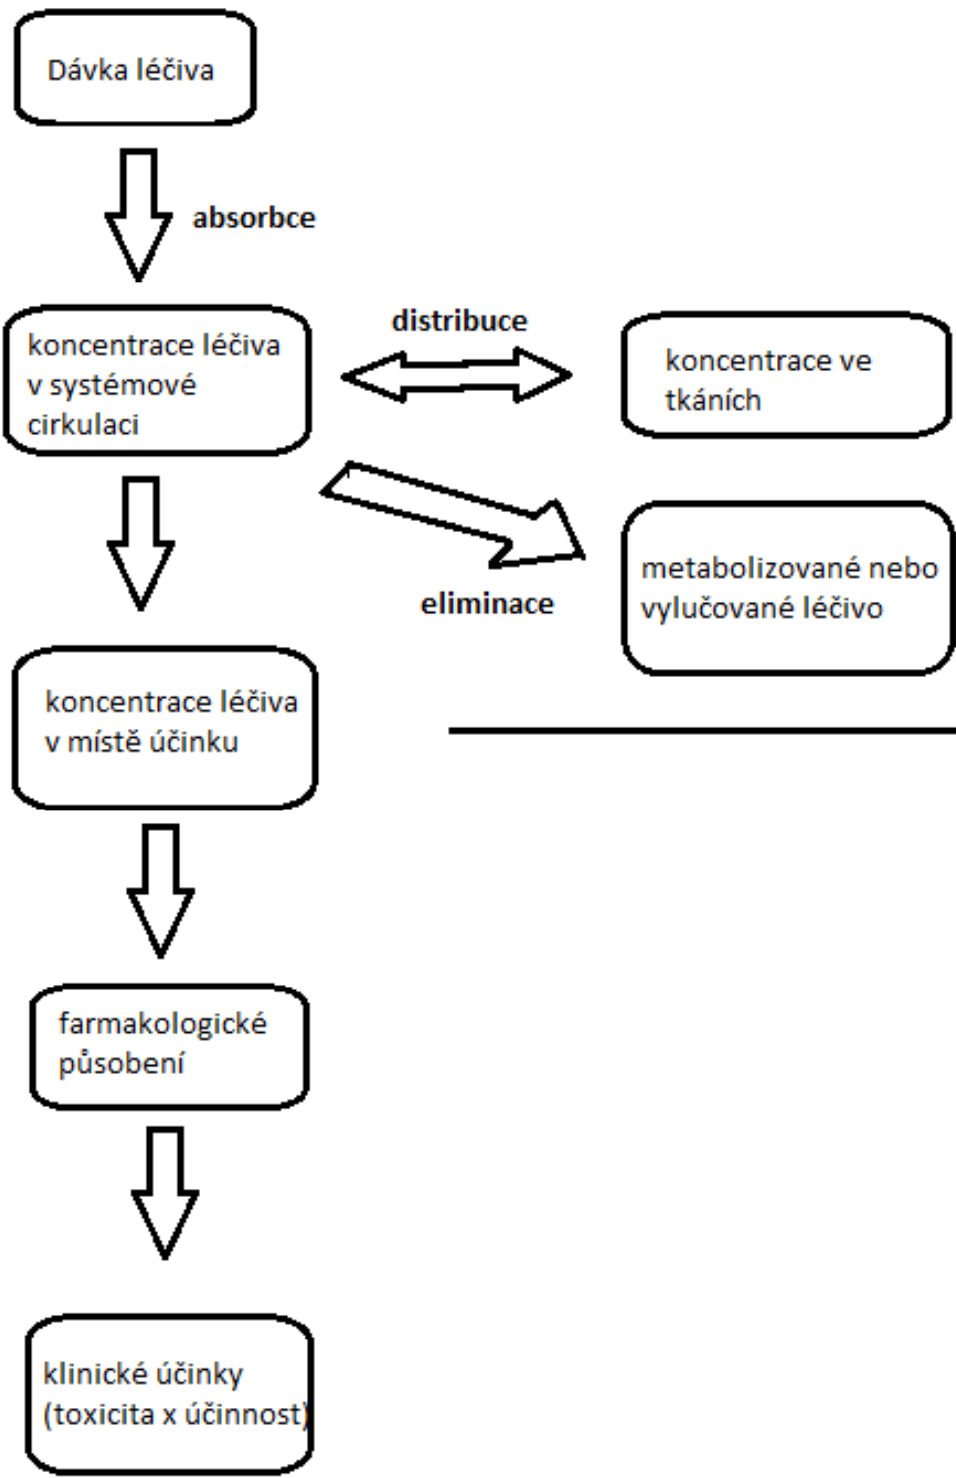 Dávka léčiva
absorbce
koncentrace léčiva
v systémové
cirkulaci
distribuce
koncentrace ve
tkáních
eliminace
metabolizované nebo
vylučované léčivo
koncentrace léčiva
v místě účinku
farmakologické
působení
klinické účinky
(toxicita x účinnost)